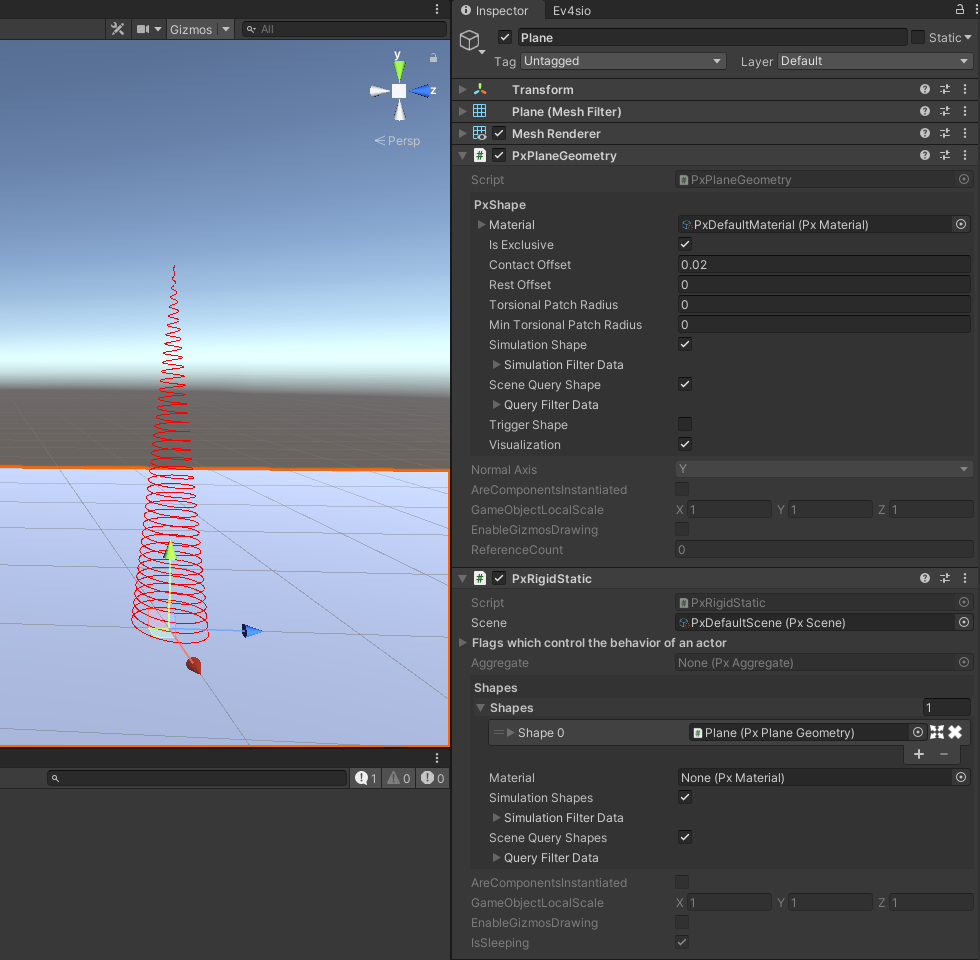 Gizmos
All
y
z
Persp
1
0
0
Inspector
Ev4sio
Plane
Static
Tag
Untagged
Layer
Default
Transform
Plane (Mesh Filter)
Mesh Renderer
# PxPlaneGeometry
Script
# PxPlaneGeometry
PxShape
Material
PxDefaultMaterial (Px Material)
Is Exclusive
Contact Offset
0.02
Rest Offset
0
Torsional Patch Radius
0
Min Torsional Patch Radius
0
Simulation Shape
Simulation Filter Data
Scene Query Shape
Query Filter Data
Trigger Shape
Visualization
Normal Axis
Y
AreComponentsInstantiated
GameObjectLocalScale
X 1
Y 1
Z 1
EnableGizmosDrawing
ReferenceCount
0
# PxRigidStatic
Script
# PxRigidStatic
Scene
PxDefaultScene (Px Scene)
Flags which control the behavior of an actor
Aggregate
None (Px Aggregate)
Shapes
Shapes
1
Shape 0
# Plane (Px Plane Geometry)
+ −
Material
None (Px Material)
Simulation Shapes
Simulation Filter Data
Scene Query Shapes
Query Filter Data
AreComponentsInstantiated
GameObjectLocalScale
X 1
Y 1
Z 1
EnableGizmosDrawing
IsSleeping